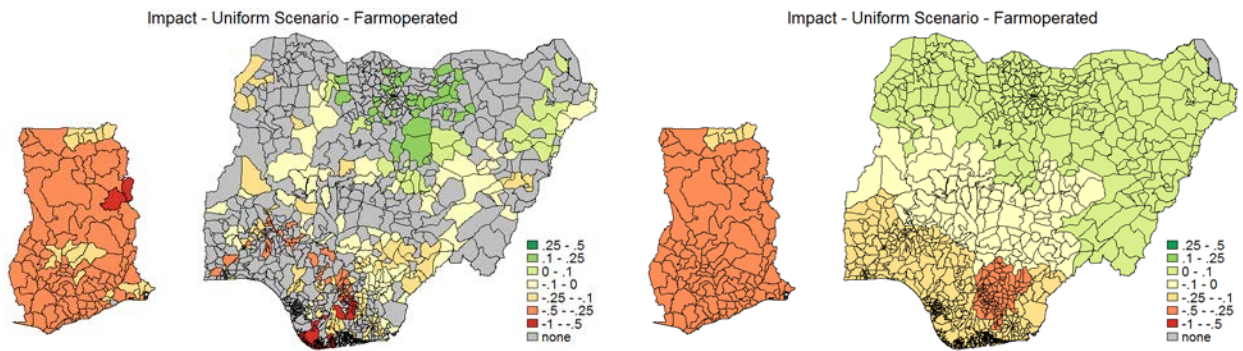 Impact - Uniform Scenario - Farmoperated
.25 - .5
.1 - .25
0 - .1
-.1 - 0
-.25 - -.1
-.5 - -.25
-1 - -.5
none
Impact - Uniform Scenario - Farmoperated
.25 - .5
.1 - .25
0 - .1
-.1 - 0
-.25 - -.1
-.5 - -.25
-1 - -.5
none